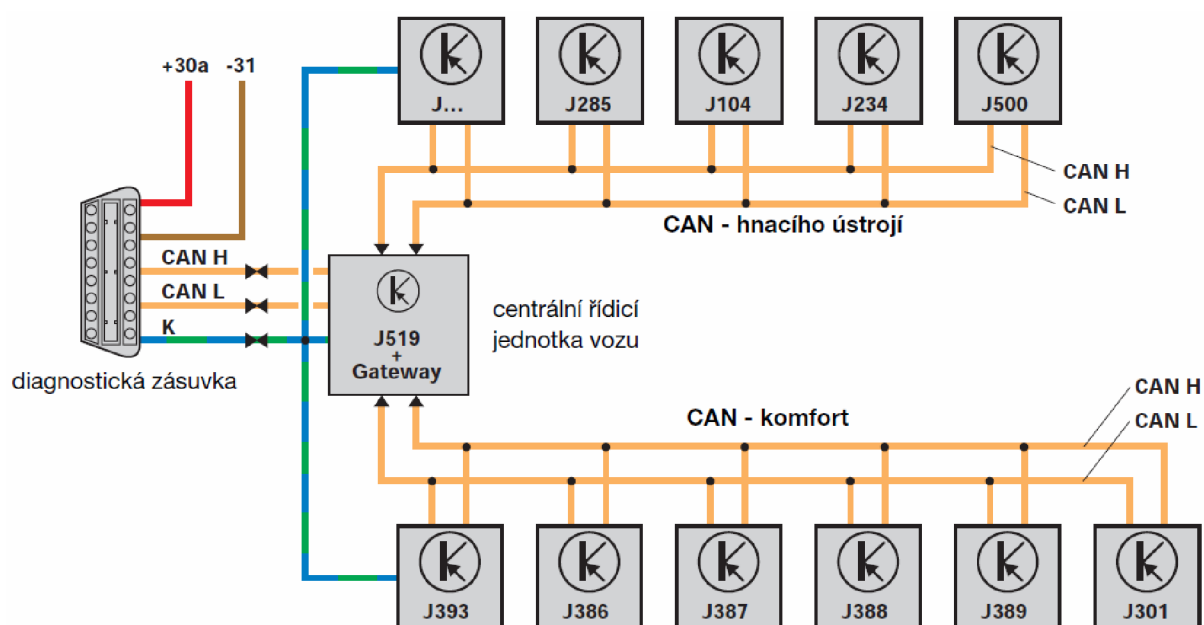 +30a
-31
J...
J285
J104
J234
J500
CAN H
CAN L
CAN - hnacího ústrojí
CAN H
CAN L
K
diagnostická zásuvka
J519
+
Gateway
centrální řídicí
jednotka vozu
CAN - komfort
CAN H
CAN L
J393
J386
J387
J388
J389
J301